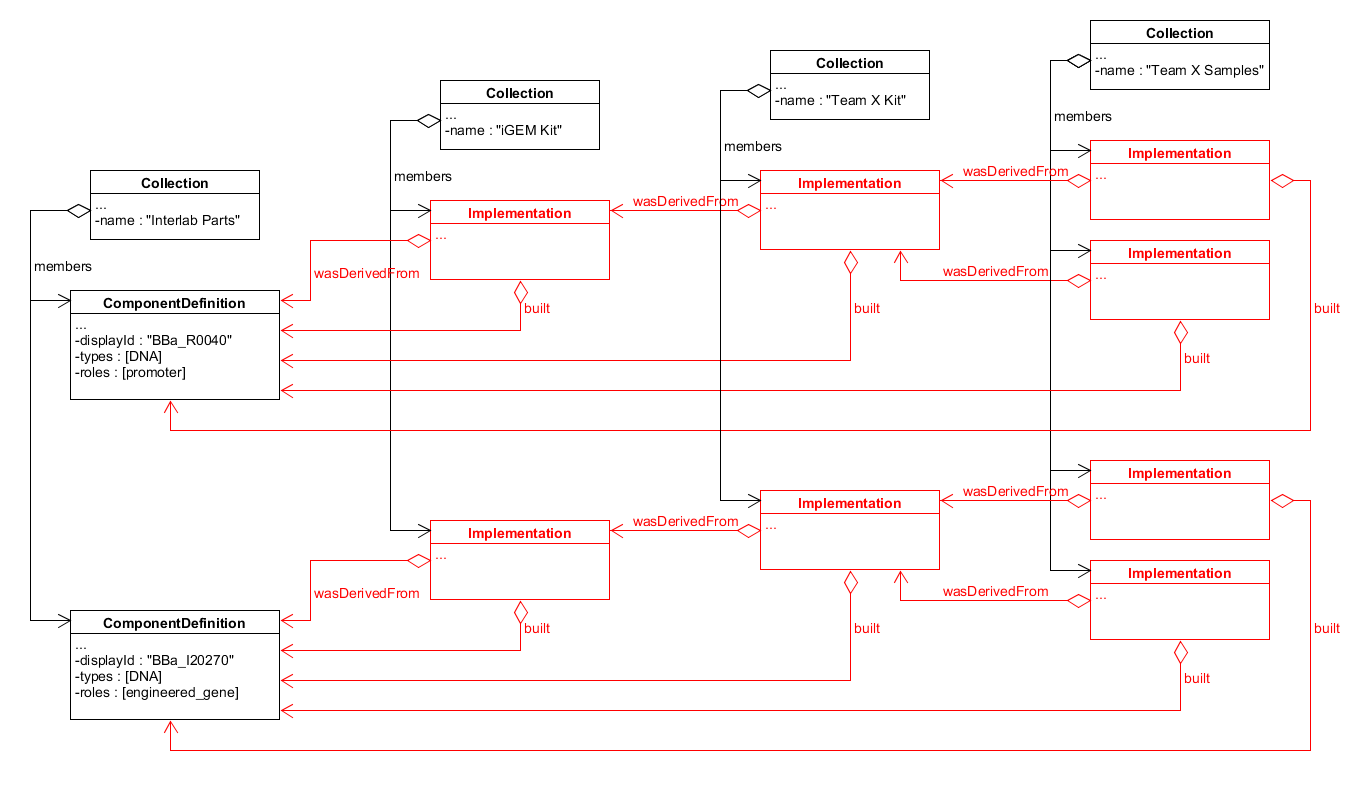 Collection
...
-name : "Team X Samples"
Collection
...
-name : "Team X Kit"
Collection
...
-name : "iGEM Kit"
Collection
...
-name : "Interlab Parts"
members
members
members
members
Implementation
...
Implementation
...
Implementation
...
Implementation
...
wasDerivedFrom
wasDerivedFrom
wasDerivedFrom
wasDerivedFrom
built
built
built
built
ComponentDefinition
...
-displayId : "BBa_R0040"
-types : [DNA]
-roles : [promoter]
Implementation
...
Implementation
...
Implementation
...
Implementation
...
wasDerivedFrom
wasDerivedFrom
wasDerivedFrom
wasDerivedFrom
built
built
built
built
ComponentDefinition
...
-displayId : "BBa_I20270"
-types : [DNA]
-roles : [engineered_gene]